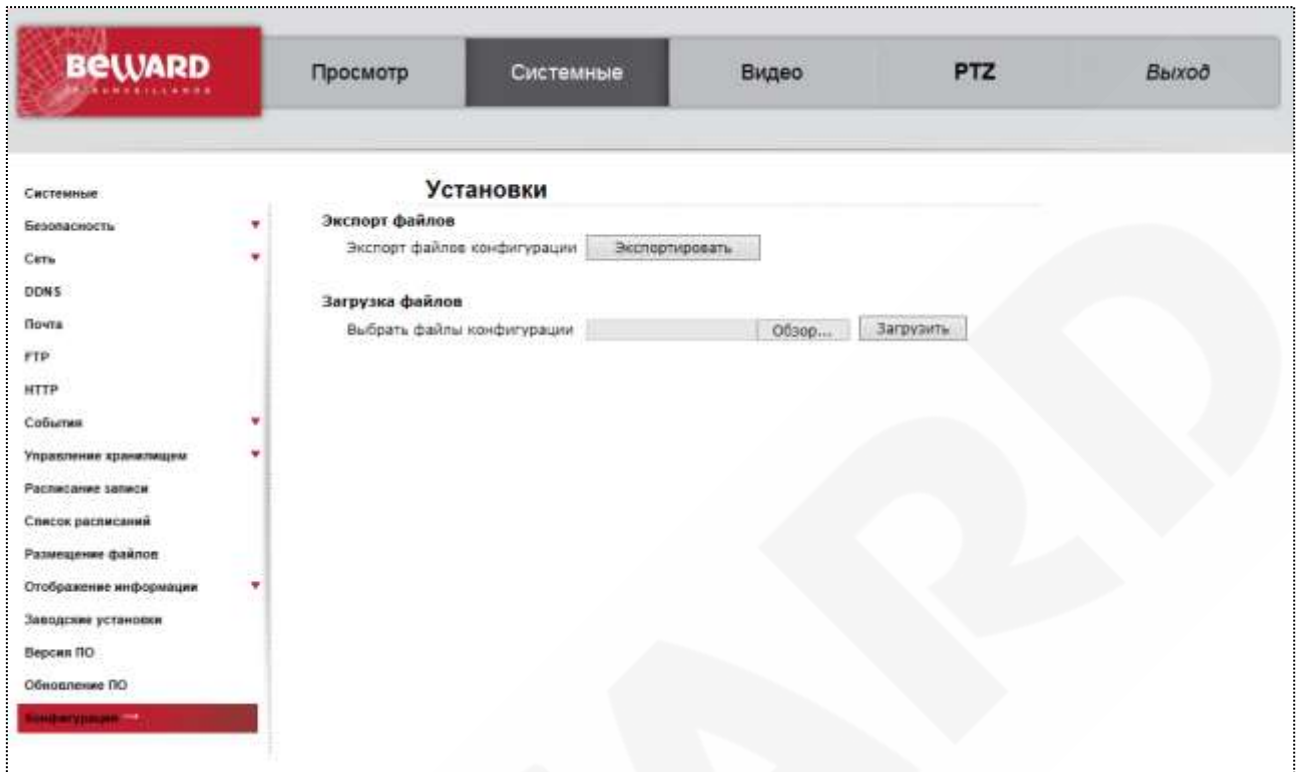 BEWARD
Просмотр
Системные
Видео
PTZ
Выход
Системные
Безопасность
Сеть
DDNS
Почта
FTP
HTTP
События
Управление хранилищем
Расписание записи
Список расписаний
Размещение файлов
Отображение информации
Заводские установки
Версия ПО
Обновление ПО
Конфигурация
Установки
Экспорт файлов
Экспорт файлов конфигурации Экспортировать
Загрузка файлов
Выбрать файлы конфигурации Обзор... Загрузить